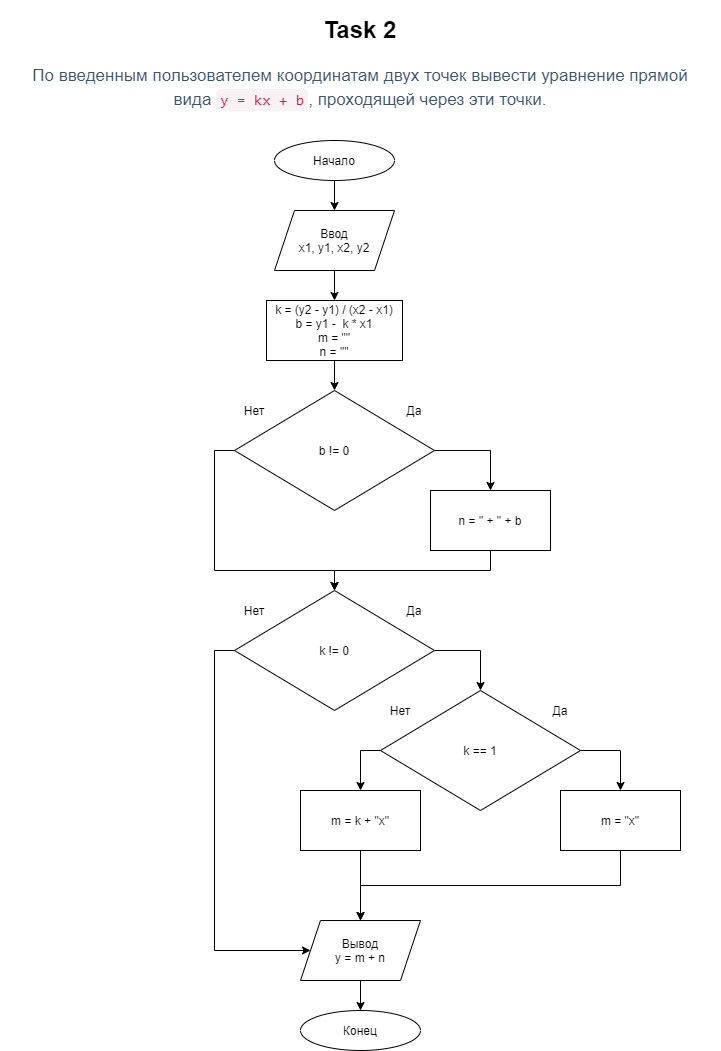 Task 2
По введенным пользователем координатам двух точек вывести уравнение прямой
вида y = kx + b, проходящей через эти точки.
Начало
Ввод
x1, y1, x2, y2
k = (y2 - y1) / (x2 - x1)
b = y1 - k * x1
m = ""
n = ""
Нет
Да
b != 0
n = " + " + b
Нет
Да
k != 0
Нет
Да
k == 1
m = k + "x"
m = "x"
Вывод
y = m + n
Конец